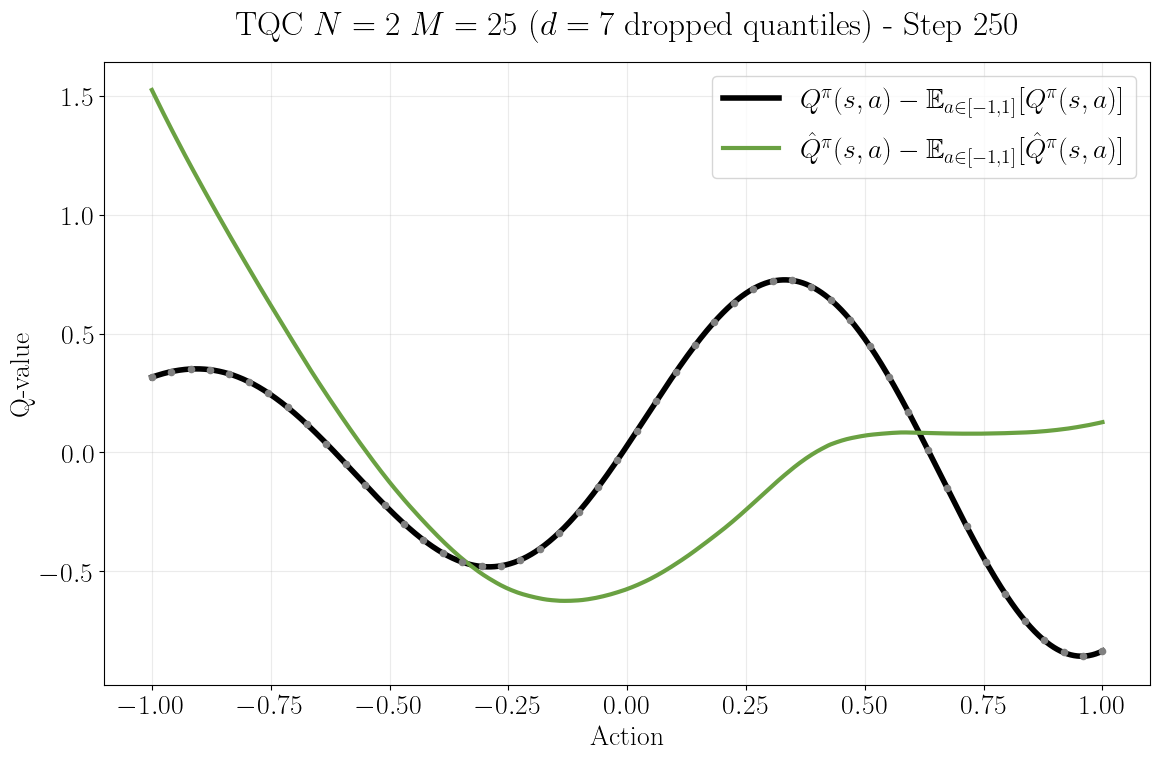 TQC N = 2 M = 25 (d = 7 dropped quantiles) - Step 250
Q^π(s, a) − 𝔼_{a∈[−1,1]}[Q^π(s, a)]
Q̂^π(s, a) − 𝔼_{a∈[−1,1]}[Q̂^π(s, a)]
1.5
1.0
0.5
0.0
−0.5
Q-value
−1.00 −0.75 −0.50 −0.25 0.00 0.25 0.50 0.75 1.00
Action